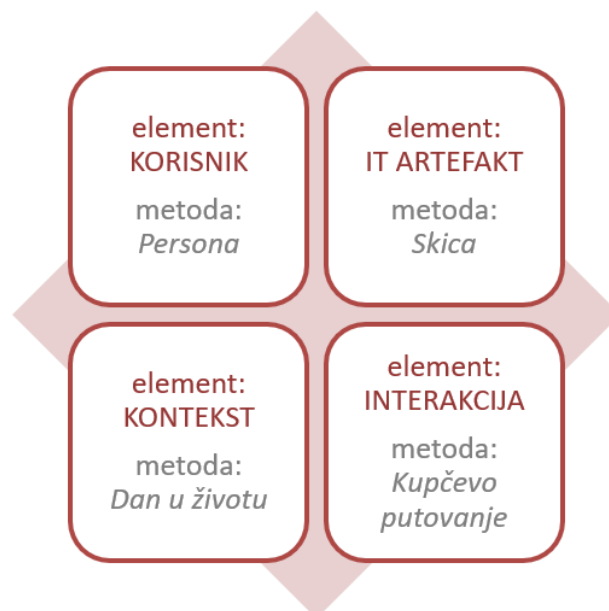 element:
KORISNIK
metoda:
Persona
element:
IT ARTEFAKT
metoda:
Skica
element:
KONTEKST
metoda:
Dan u životu
element:
INTERAKCIJA
metoda:
Kupčevo
putovanje